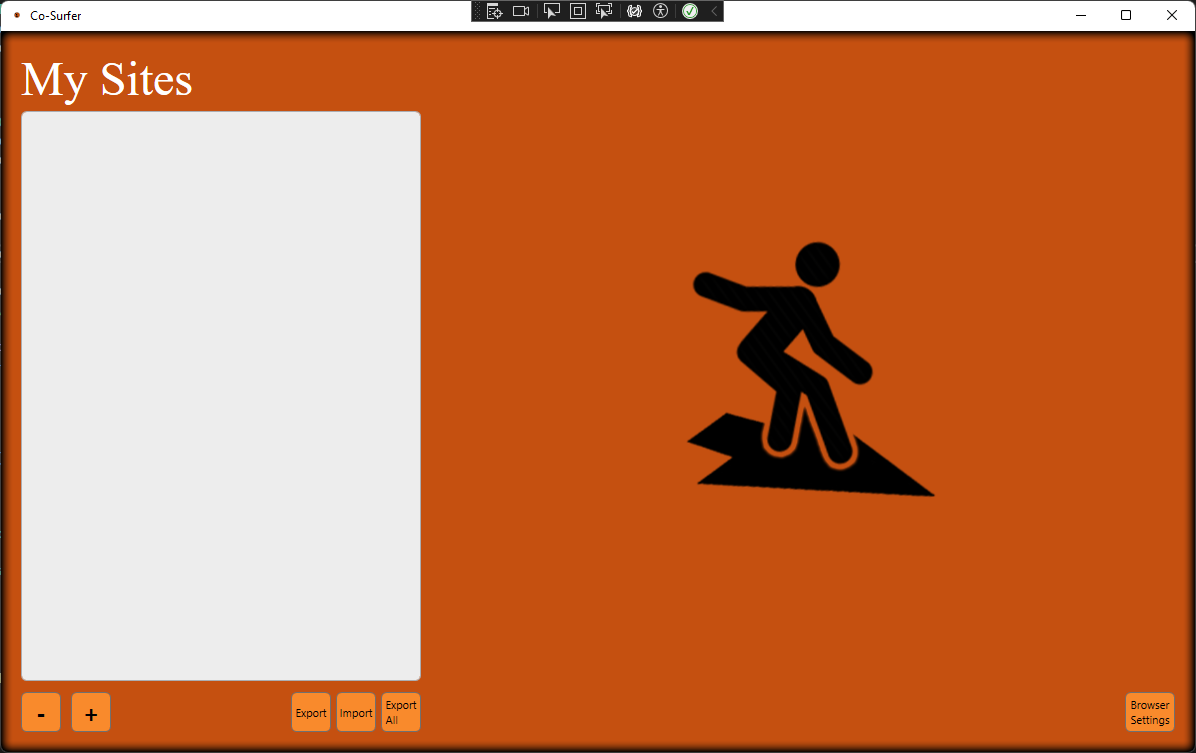 Co-Surfer
My Sites
-
+
Export
Import
Export
All
Browser
Settings